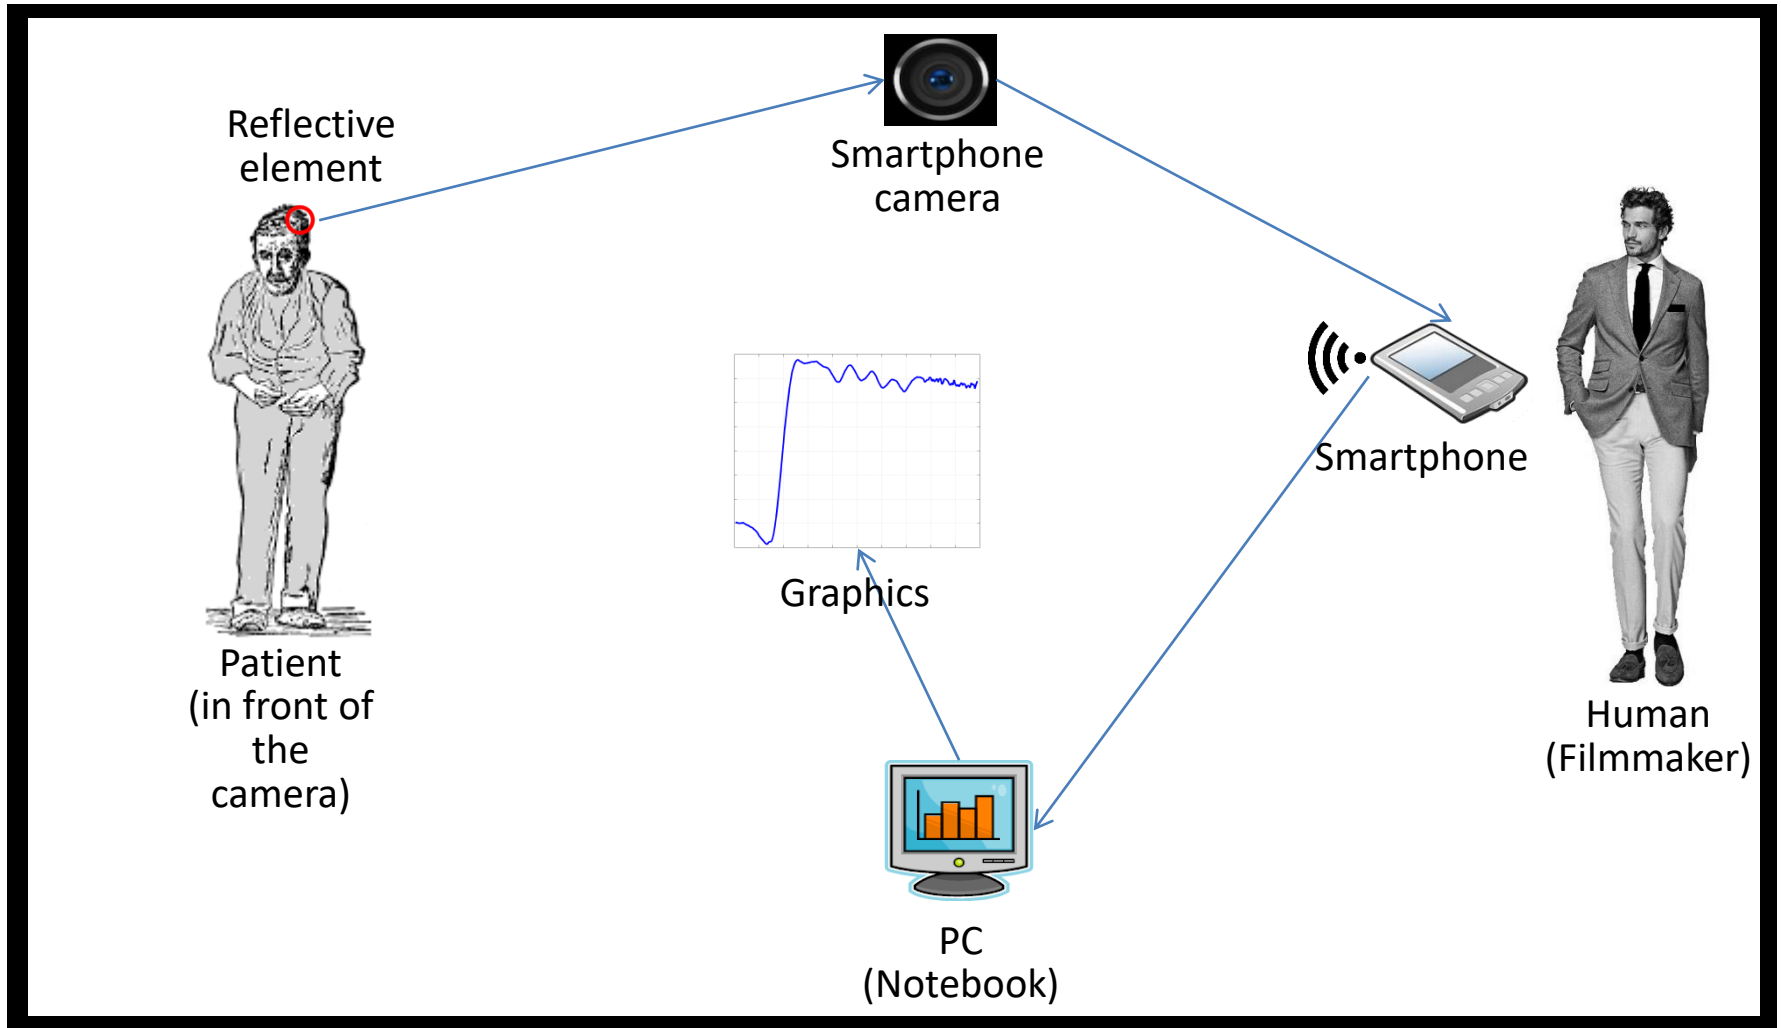 Reflective
element
Smartphone
camera
Smartphone
Graphics
Patient
(in front of
the
camera)
Human
(Filmmaker)
PC
(Notebook)